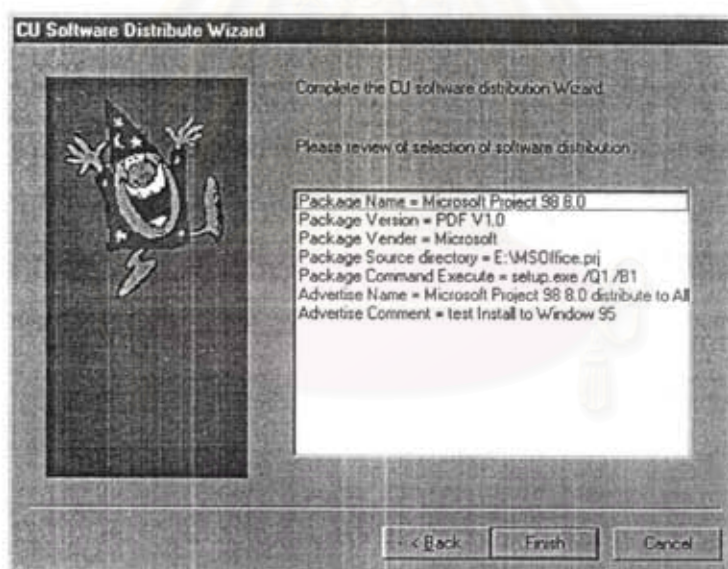 CU Software Distribute Wizard
Complete the CU software distribution Wizard.
Please review of selection of software distribution :
Package Name = Microsoft Project 98 8.0
Package Version = PDF V1.0
Package Vender = Microsoft
Package Source directory = E:\MSOffice.prj
Package Command Execute = setup.exe /Q1 /B1
Advertise Name = Microsoft Project 98 8.0 distribute to All
Advertise Comment = test Install to Window 95
< Back
Finish
Cancel